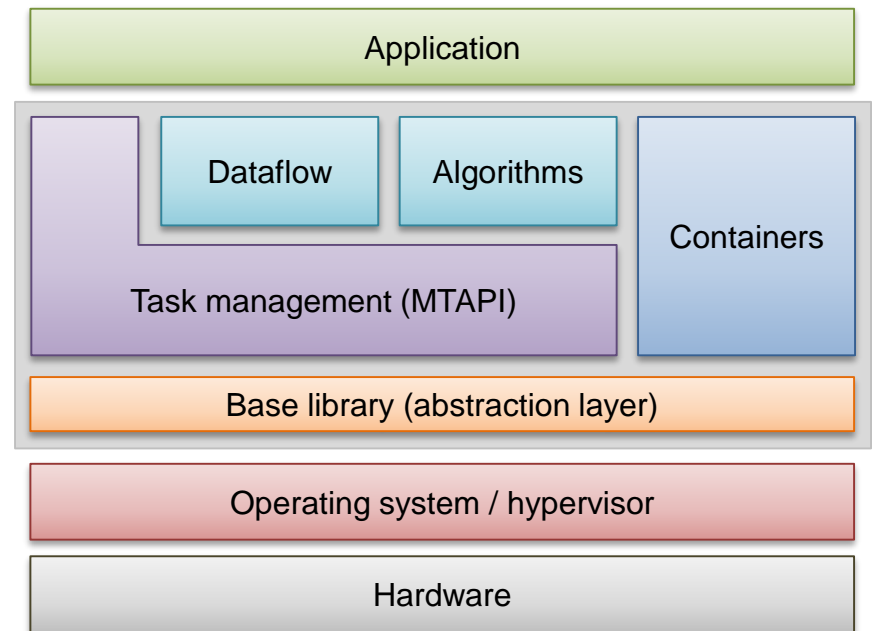 Application
Dataflow
Algorithms
Containers
Task management (MTAPI)
Base library (abstraction layer)
Operating system / hypervisor
Hardware